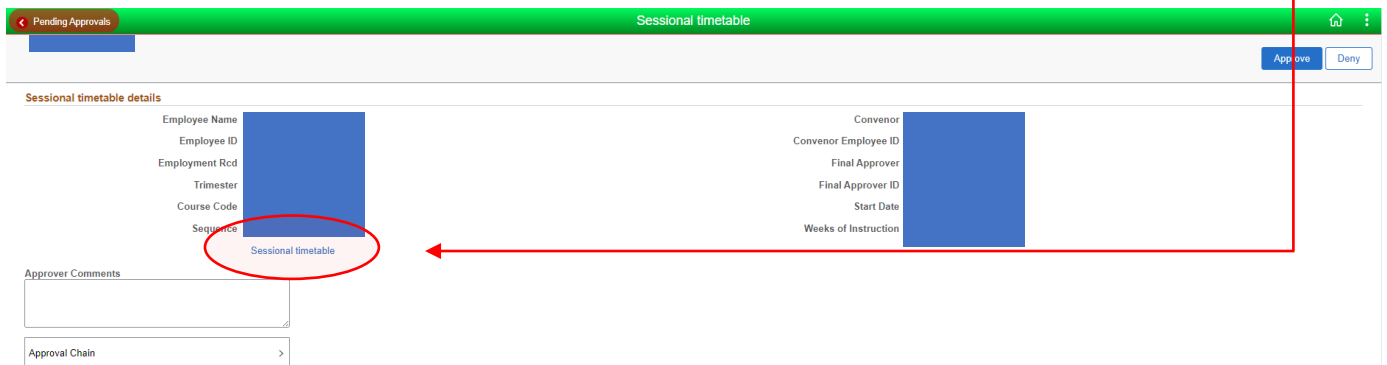 Pending Approvals
Sessional timetable
Approve
Deny
Sessional timetable details
Employee Name
Convenor
Employee ID
Convenor Employee ID
Employment Rcd
Final Approver
Trimester
Final Approver ID
Course Code
Start Date
Sequence
Weeks of Instruction
Sessional timetable
Approver Comments
Approval Chain